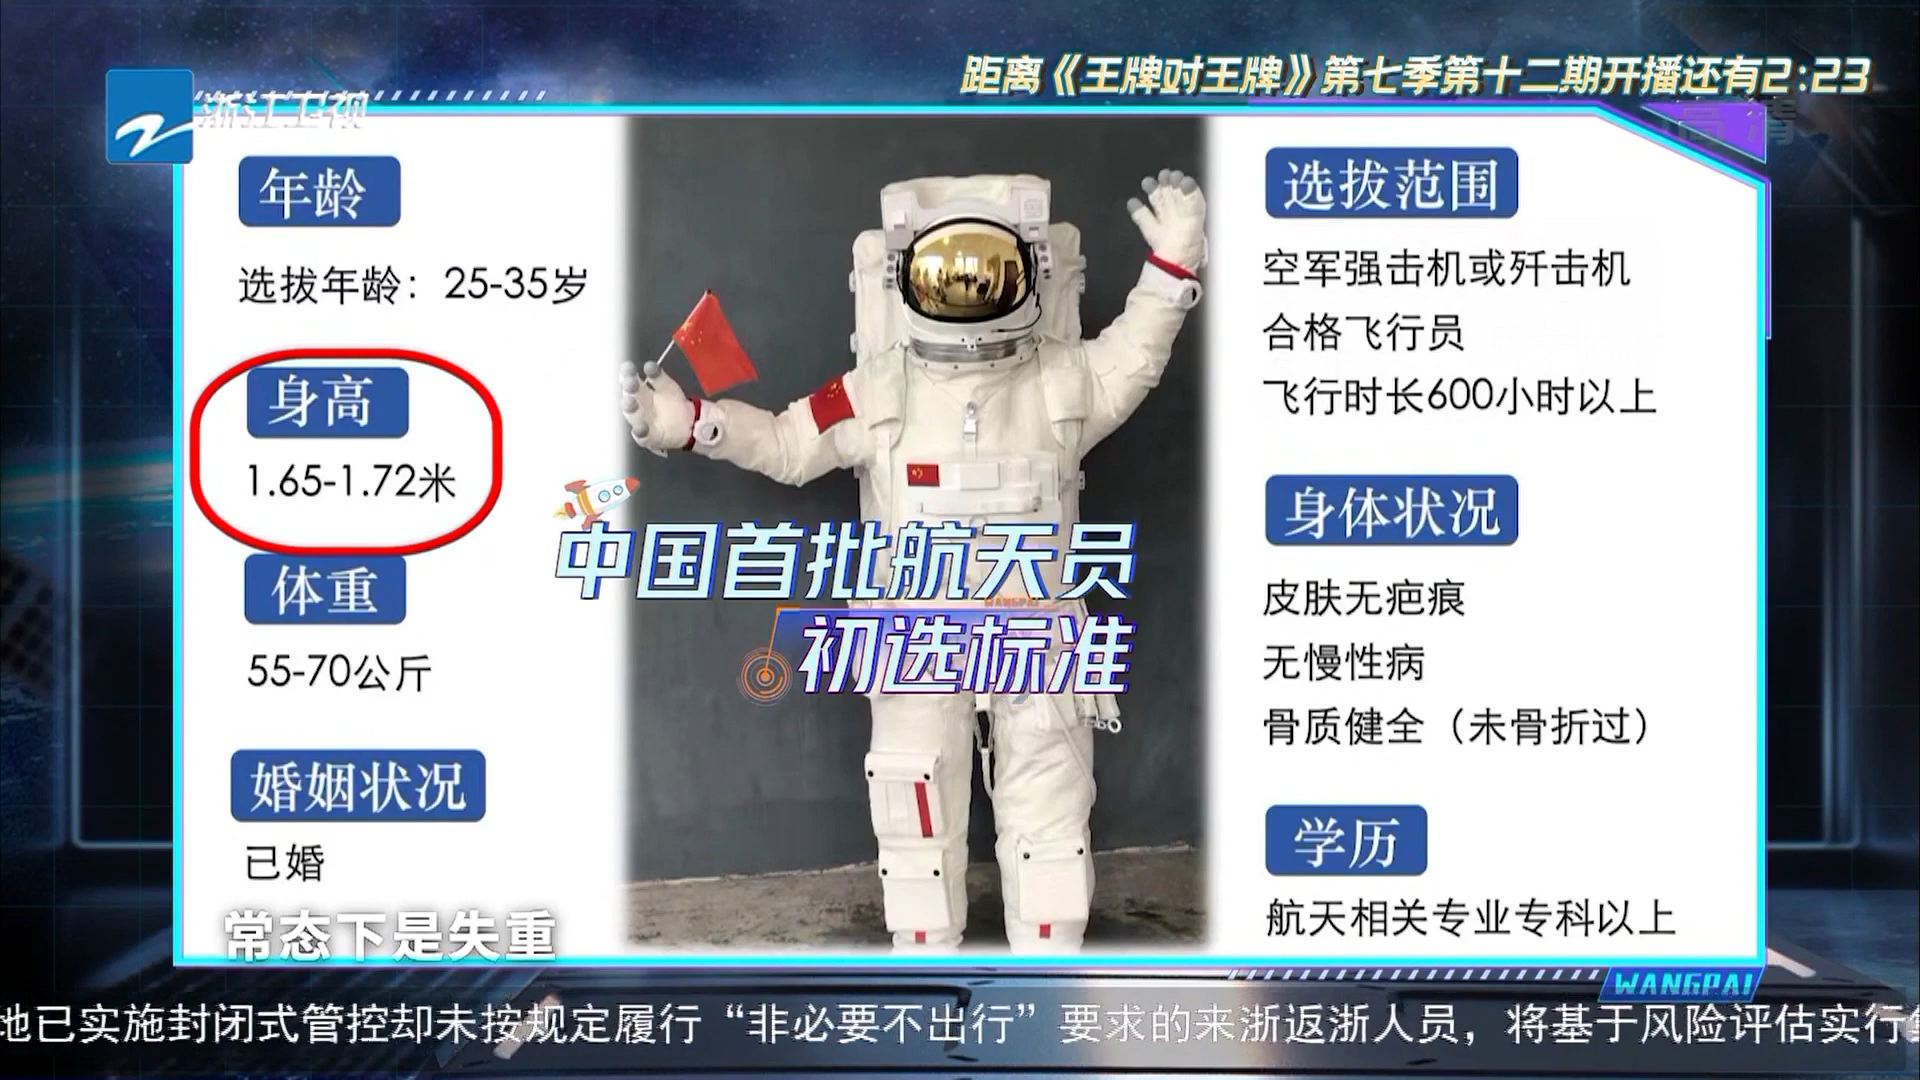 距离《王牌对王牌》第七季第十二期开播还有2:23
浙江卫视
高清
年龄
选拔年龄：25-35岁
身高
1.65-1.72米
体重
55-70公斤
婚姻状况
已婚
常态下是失重
中国首批航天员
WANGPAI
初选标准
选拔范围
空军强击机或歼击机
合格飞行员
飞行时长600小时以上
身体状况
皮肤无疤痕
无慢性病
骨质健全（未骨折过）
学历
航天相关专业专科以上
WANGPAI
地已实施封闭式管控却未按规定履行“非必要不出行”要求的来浙返浙人员，将基于风险评估实行